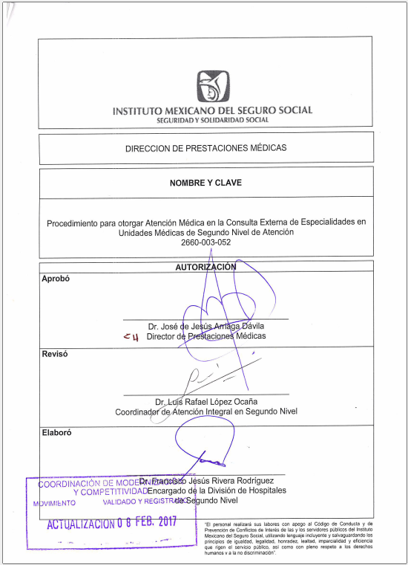 INSTITUTO MEXICANO DEL SEGURO SOCIAL
SEGURIDAD Y SOLIDARIDAD SOCIAL
DIRECCION DE PRESTACIONES MÉDICAS
NOMBRE Y CLAVE
Procedimiento para otorgar Atención Médica en la Consulta Externa de Especialidades en
Unidades Médicas de Segundo Nivel de Atención
2660-003-052
AUTORIZACIÓN
Aprobó
Dr. José de Jesús Arriaga Dávila
Director de Prestaciones Médicas
Revisó
Dr. Luis Rafael López Ocaña
Coordinador de Atención Integral en Segundo Nivel
Elaboró
Dr. Francisco Jesús Rivera Rodríguez
Encargado de la División de Hospitales
de Segundo Nivel
COORDINACIÓN DE MODERNIZACIÓN
Y COMPETITIVIDAD
MOVIMIENTO VALIDADO Y REGISTRADO
ACTUALIZACIÓN 08 FEB. 2017
"El personal realizará sus labores con apego al Código de Conducta y de
Prevención de Conflictos de Interés de las y los servidores públicos del Instituto
Mexicano del Seguro Social, utilizando lenguaje incluyente y salvaguardando los
principios de igualdad, legalidad, honradez, lealtad, imparcialidad y eficiencia
que rigen el servicio público, así como con pleno respeto a los derechos
humanos y a la no discriminación".